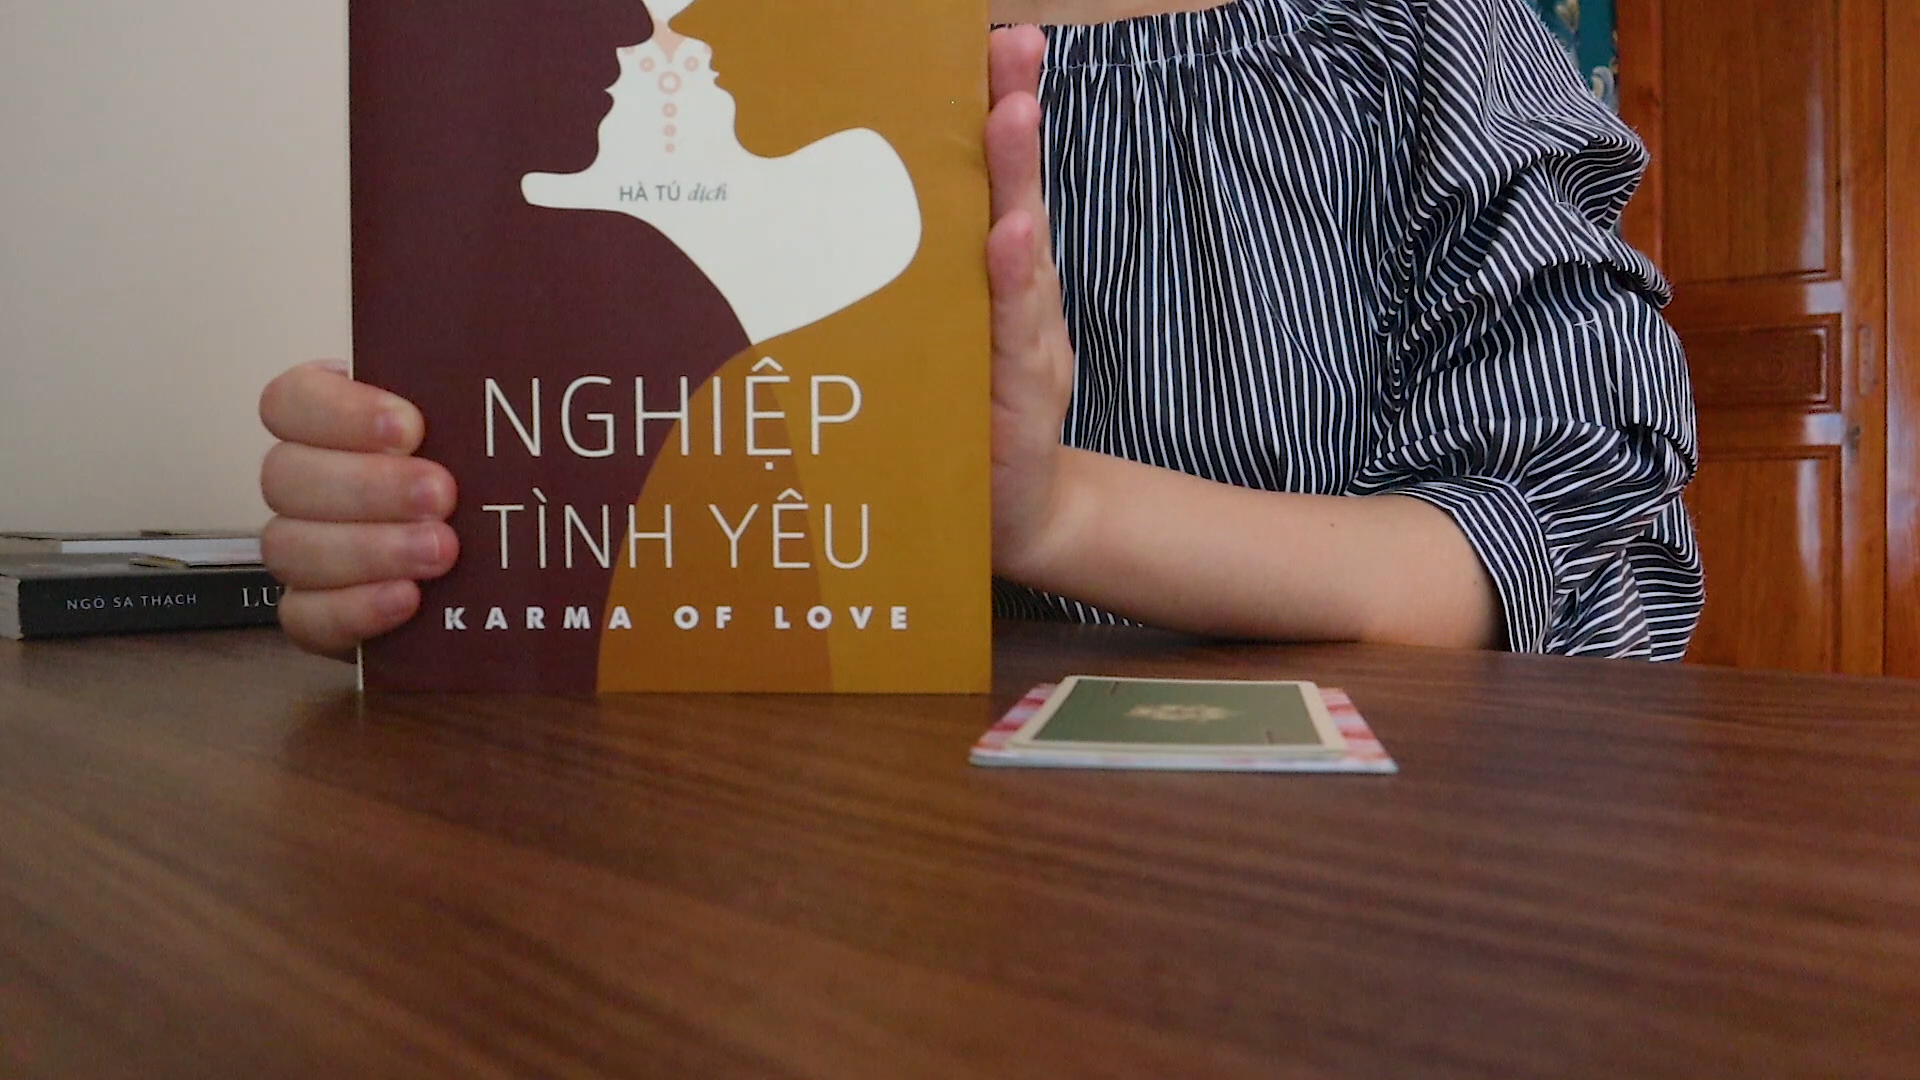 HÀ TÚ dịch
NGHIỆP
TÌNH YÊU
KARMA OF LOVE
NGÔ SA THẠCH